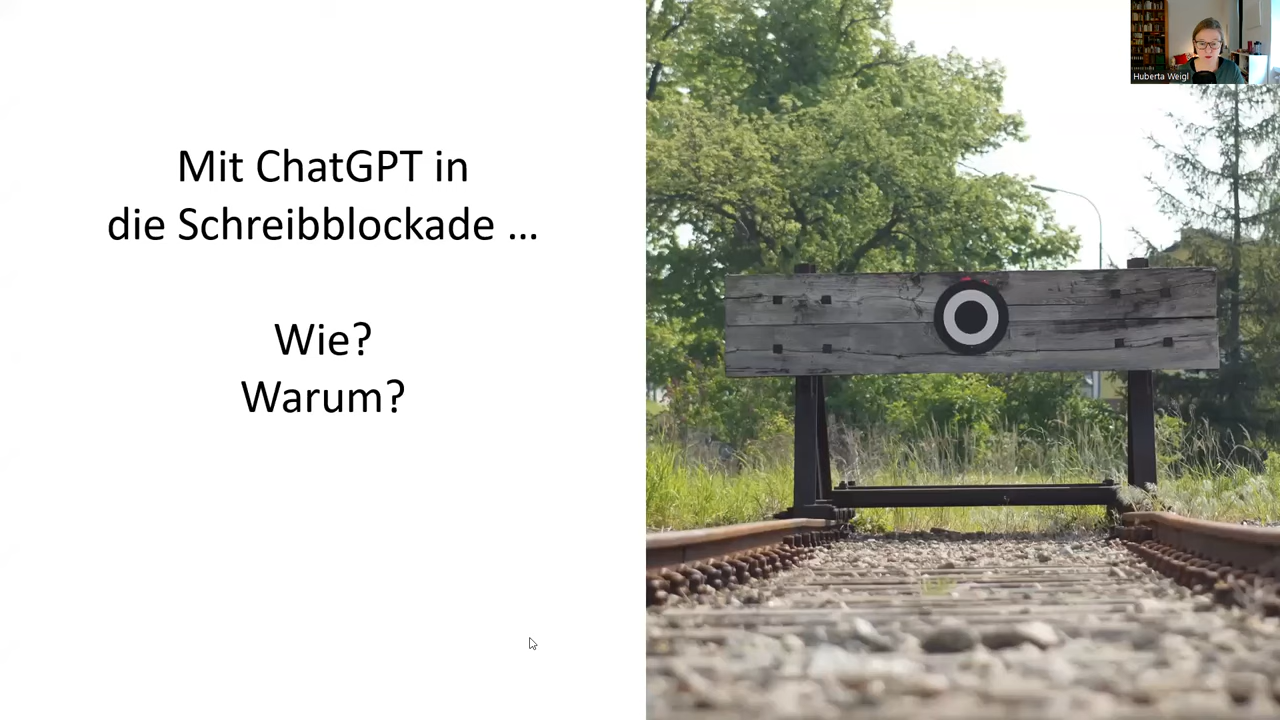 Mit ChatGPT in
die Schreibblockade ...
Wie?
Warum?
Huberta Weigl